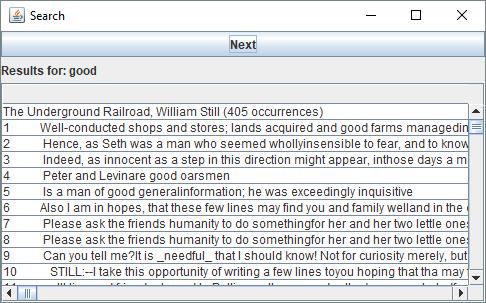 Search
Next
Results for: good
The Underground Railroad, William Still (405 occurrences)
1 Well-conducted shops and stores; lands acquired and good farms managedin
2 Hence, as Seth was a man who seemed whollyinsensible to fear, and to know
3 Indeed, as innocent as a step in this direction might appear, inthose days a m
4 Peter and Levinare good oarsmen
5 Is a man of good generalinformation; he was exceedingly inquisitive
6 Also I am in hopes, that these few lines may find you and family welland in the
7 Please ask the friends humanity to do somethingfor her and her two lettle ones
8 Please ask the friends humanity to do somethingfor her and her two lettle ones
9 Can you tell me?It is _needful_ that I should know! Not for curiosity merely, but
10 STILL:--I take this opportunity of writing a few lines toyou hoping that tha may